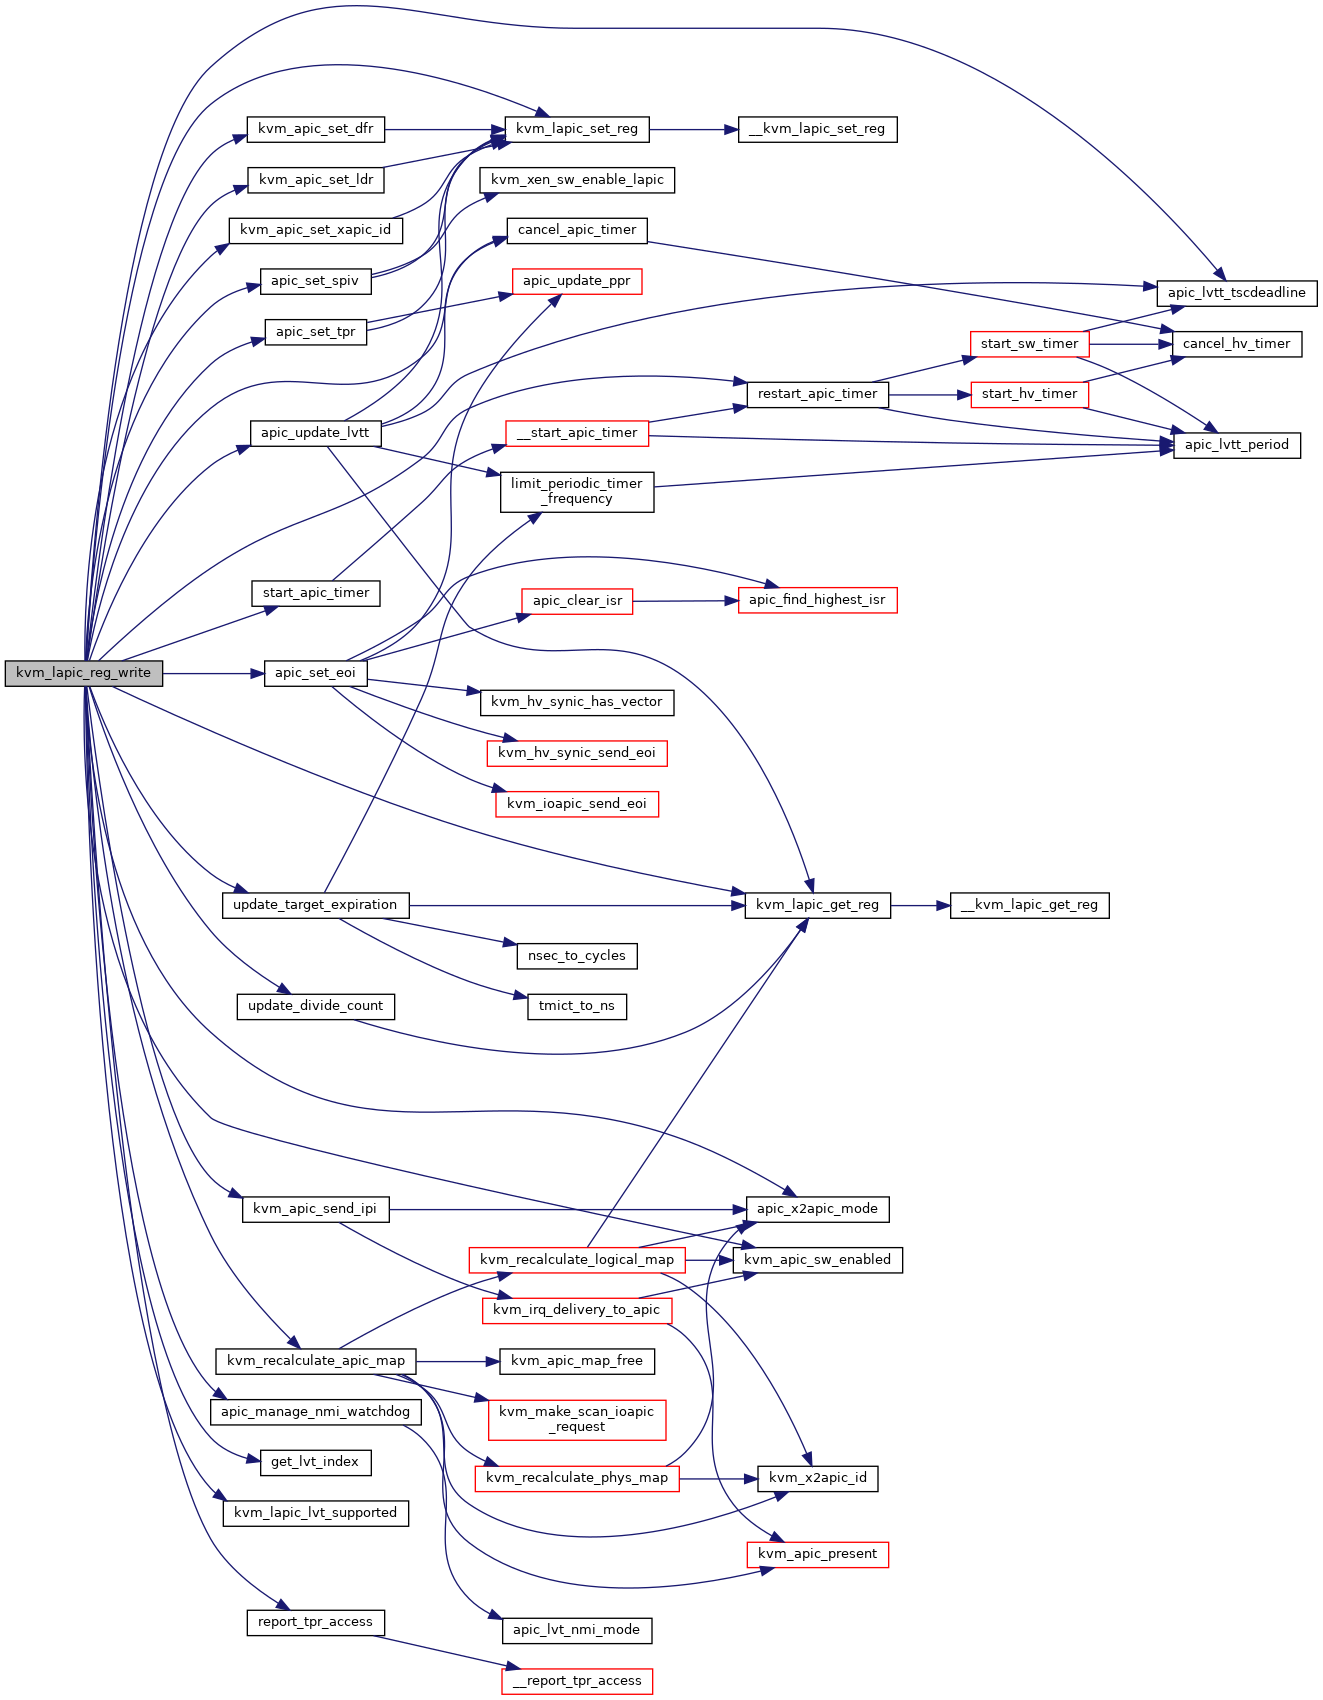 kvm_apic_set_dfr
kvm_lapic_set_reg
__kvm_lapic_set_reg
kvm_apic_set_ldr
kvm_xen_sw_enable_lapic
kvm_apic_set_xapic_id
cancel_apic_timer
apic_set_spiv
apic_update_ppr
apic_lvtt_tscdeadline
apic_set_tpr
start_sw_timer
cancel_hv_timer
restart_apic_timer
start_hv_timer
apic_update_lvtt
__start_apic_timer
apic_lvtt_period
limit_periodic_timer
_frequency
start_apic_timer
apic_clear_isr
apic_find_highest_isr
kvm_lapic_reg_write
apic_set_eoi
kvm_hv_synic_has_vector
kvm_hv_synic_send_eoi
kvm_ioapic_send_eoi
update_target_expiration
kvm_lapic_get_reg
__kvm_lapic_get_reg
nsec_to_cycles
update_divide_count
tmict_to_ns
kvm_apic_send_ipi
apic_x2apic_mode
kvm_recalculate_logical_map
kvm_apic_sw_enabled
kvm_irq_delivery_to_apic
kvm_recalculate_apic_map
kvm_apic_map_free
apic_manage_nmi_watchdog
kvm_make_scan_ioapic
_request
get_lvt_index
kvm_recalculate_phys_map
kvm_x2apic_id
kvm_lapic_lvt_supported
kvm_apic_present
report_tpr_access
apic_lvt_nmi_mode
__report_tpr_access